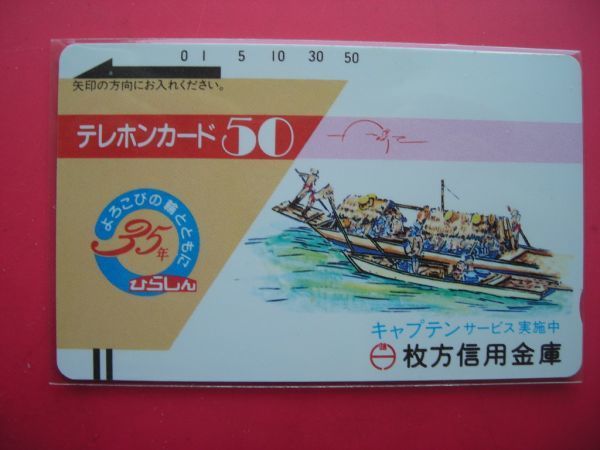 0 1 5 10 30 50
矢印の方向にお入れください。
テレホンカード 50
よろこびの輪とともに
35年
ひらしん
キャプテンサービス実施中
枚方信用金庫